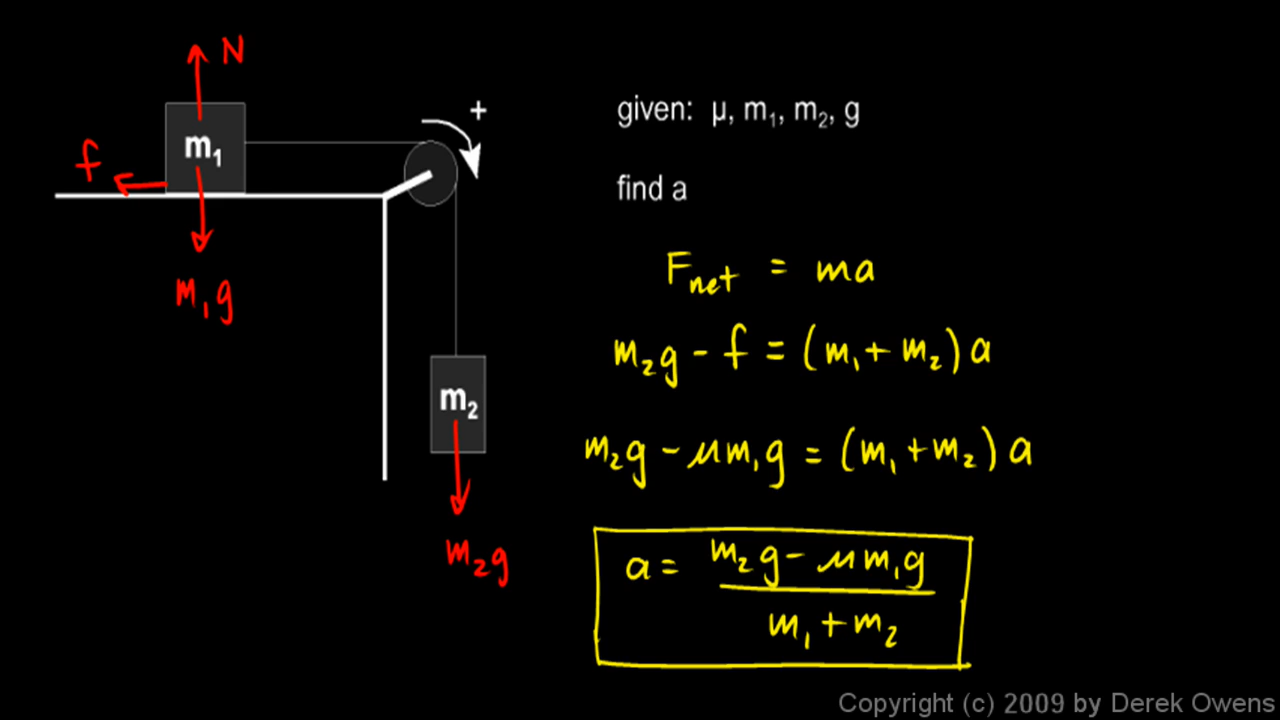 N
m₁
f
m₁g
+
m₂
m₂g
given: μ, m₁, m₂, g
find a
Fnet = ma
m₂g - f = (m₁ + m₂) a
m₂g - μm₁g = (m₁ + m₂) a
a = m₂g - μm₁g
m₁ + m₂
Copyright (c) 2009 by Derek Owens